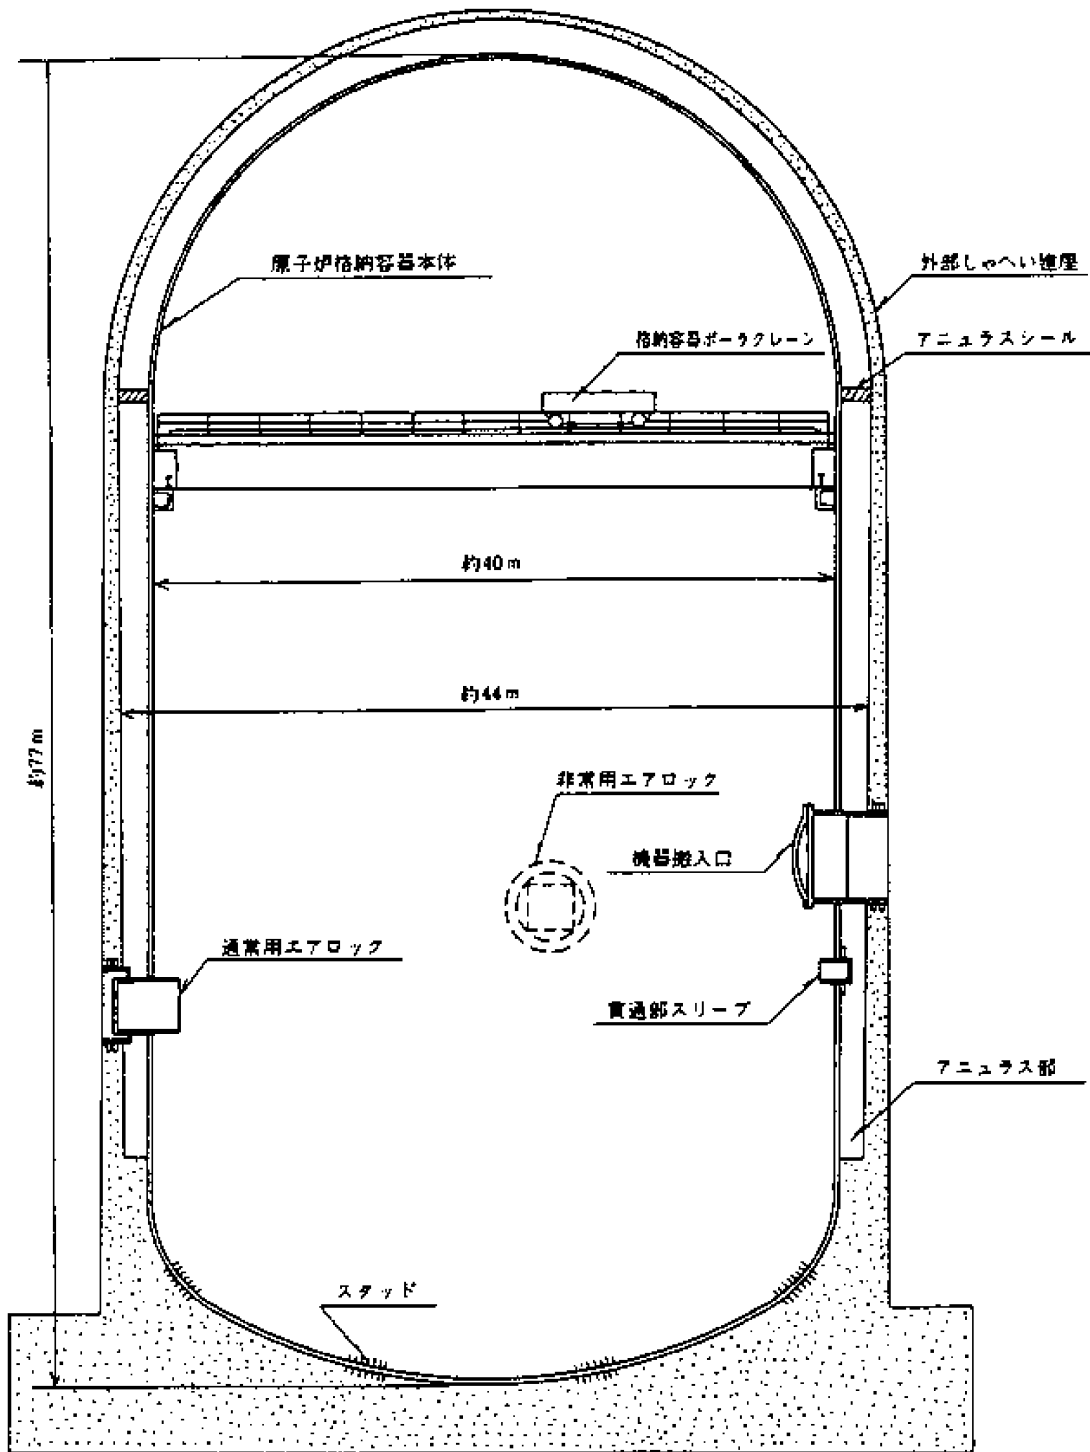 原子炉格納容器本体
外部しゃへい建屋
格納容器ポーラクレーン
アニュラスシール
約40m
約44m
約77m
非常用エアロック
機器搬入口
通常用エアロック
貫通部スリーブ
アニュラス部
スタッド